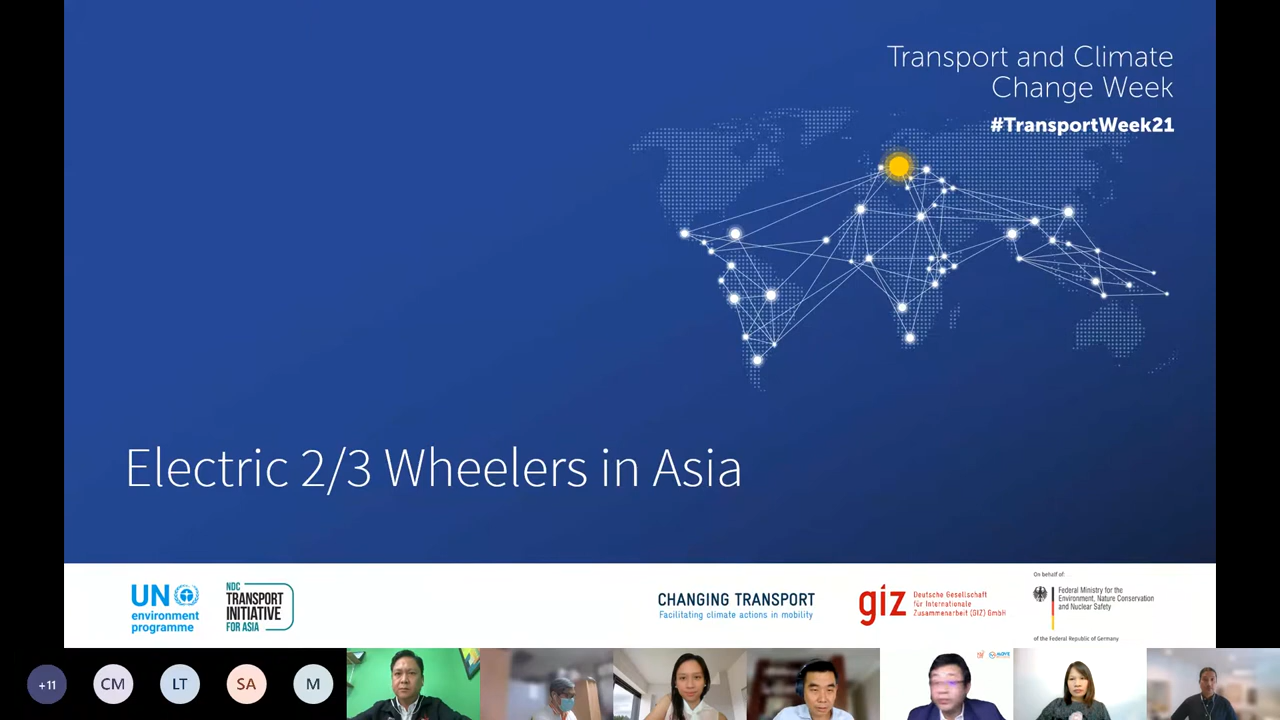 Transport and Climate
Change Week
#TransportWeek21
Electric 2/3 Wheelers in Asia
UN
environment
programme
NDC
TRANSPORT
INITIATIVE
FOR ASIA
CHANGING TRANSPORT
Facilitating climate actions in mobility
giz
Deutsche Gesellschaft
für Internationale
Zusammenarbeit (GIZ) GmbH
On behalf of:
Federal Ministry for the
Environment, Nature Conservation
and Nuclear Safety
of the Federal Republic of Germany
+11
CM
LT
SA
M